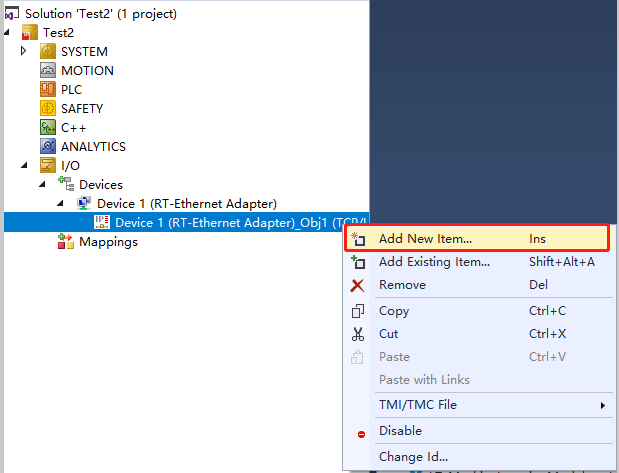 Solution 'Test2' (1 project)
Test2
SYSTEM
MOTION
PLC
SAFETY
C++
ANALYTICS
I/O
Devices
Device 1 (RT-Ethernet Adapter)
Device 1 (RT-Ethernet Adapter)_Obj1 (TCP/
Mappings
Add New Item... Ins
Add Existing Item... Shift+Alt+A
Remove Del
Copy Ctrl+C
Cut Ctrl+X
Paste Ctrl+V
Paste with Links
TMI/TMC File
Disable
Change Id...